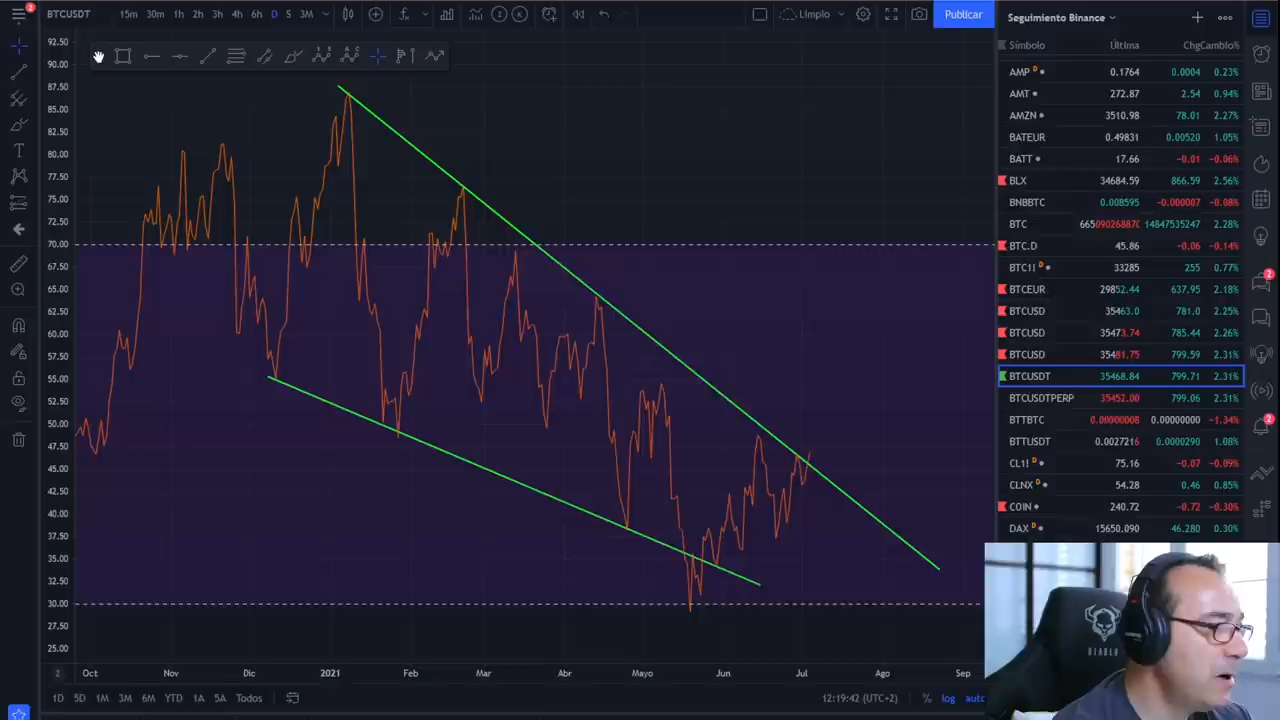 2
BTCUSDT
15m 30m 1h 2h 3h 4h 6h D S 3M
Limpio
Publicar
92.50
90.00
87.50
85.00
82.50
80.00
77.50
75.00
72.50
70.00
67.50
65.00
62.50
60.00
57.50
55.00
52.50
50.00
47.50
45.00
42.50
40.00
37.50
35.00
32.50
30.00
27.50
25.00
Z Oct Nov Dic 2021 Feb Mar Abr Mayo Jun Jul Ago Sep
1D 5D 1M 3M 6M YTD 1A 5A Todos
12:19:42 (UTC+2) % log auto
Seguimiento Binance
Símbolo Última Chg Cambio%
AMP D 0.1764 0.0004 0.23%
AMT 272.87 2.54 0.94%
AMZN 3510.98 78.01 2.27%
BATEUR 0.49831 0.00520 1.05%
BATT 17.66 -0.01 -0.06%
BLX 34684.59 866.59 2.56%
BNBBTC 0.008595 -0.000007 -0.08%
BTC 14847535247 2.28%
BTC.D 45.86 -0.06 -0.14%
BTC1! D 33285 255 0.77%
BTCEUR 29852.44 637.95 2.18%
BTCUSD 35463.0 781.0 2.25%
BTCUSD 35473.74 785.44 2.26%
BTCUSD 35481.75 799.59 2.31%
BTCUSDT 35468.84 799.71 2.31%
BTCUSDTPERP 35452.00 799.06 2.31%
BTTBTC 0.00000008 0.00000000 -1.34%
BTTUSDT 0.0027216 0.0000290 1.08%
CL1! D 75.16 -0.07 -0.09%
CLNX D 54.28 0.46 0.85%
COIN 240.72 -0.72 -0.30%
DAX D 15650.090 46.280 0.30%
2
2
DIABLO